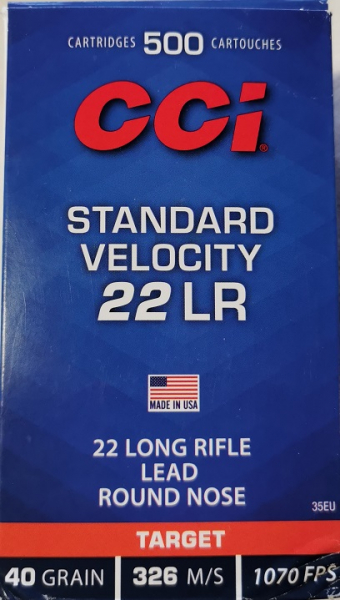 CARTRIDGES 500 CARTOUCHES
CCI®
STANDARD
VELOCITY
22 LR
MADE IN USA
22 LONG RIFLE
LEAD
ROUND NOSE
35EU
TARGET
40 GRAIN 326 M/S 1070 FPS